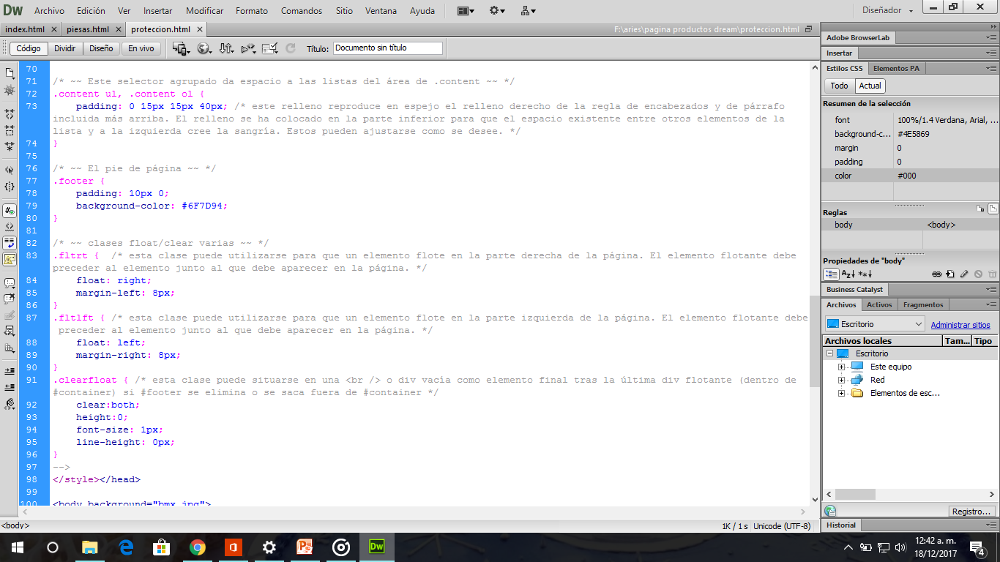 Dw Archivo Edición Ver Insertar Modificar Formato Comandos Sitio Ventana Ayuda Diseñador
index.html piesas.html proteccion.html F:\aries\pagina productos dream\proteccion.html
Código Dividir Diseño En vivo Título: Documento sin título
70
71 /* ~~ Este selector agrupado da espacio a las listas del área de .content ~~ */
72 .content ul, .content ol {
73 padding: 0 15px 15px 40px; /* este relleno reproduce en espejo el relleno derecho de la regla de encabezados y de párrafo
incluida más arriba. El relleno se ha colocado en la parte inferior para que el espacio existente entre otros elementos de la
lista y a la izquierda cree la sangría. Estos pueden ajustarse como se desee. */
74 }
75
76 /* ~~ El pie de página ~~ */
77 .footer {
78 padding: 10px 0;
79 background-color: #6F7D94;
80 }
81
82 /* ~~ clases float/clear varias ~~ */
83 .fltrt { /* esta clase puede utilizarse para que un elemento flote en la parte derecha de la página. El elemento flotante debe
preceder al elemento junto al que debe aparecer en la página. */
84 float: right;
85 margin-left: 8px;
86 }
87 .fltlft { /* esta clase puede utilizarse para que un elemento flote en la parte izquierda de la página. El elemento flotante debe
preceder al elemento junto al que debe aparecer en la página. */
88 float: left;
89 margin-right: 8px;
90 }
91 .clearfloat { /* esta clase puede situarse en una <br /> o div vacía como elemento final tras la última div flotante (dentro de
#container) si #footer se elimina o se saca fuera de #container */
92 clear:both;
93 height:0;
94 font-size: 1px;
95 line-height: 0px;
96 }
97 -->
98 </style></head>
99
100 <body background="bmx.jpg">
<body> 1K / 1 s Unicode (UTF-8)
Adobe BrowserLab
Insertar
Estilos CSS Elementos PA
Todo Actual
Resumen de la selección
font 100%/1.4 Verdana, Arial, ...
background-c... #4E5869
margin 0
padding 0
color #000
Reglas
body <body>
Propiedades de "body"
Business Catalyst
Archivos Activos Fragmentos
Escritorio Administrar sitios
Archivos locales Tam... Tipo
Escritorio
Este equipo
Red
Elementos de esc...
Registro...
Historial
12:42 a. m.
18/12/2017
4